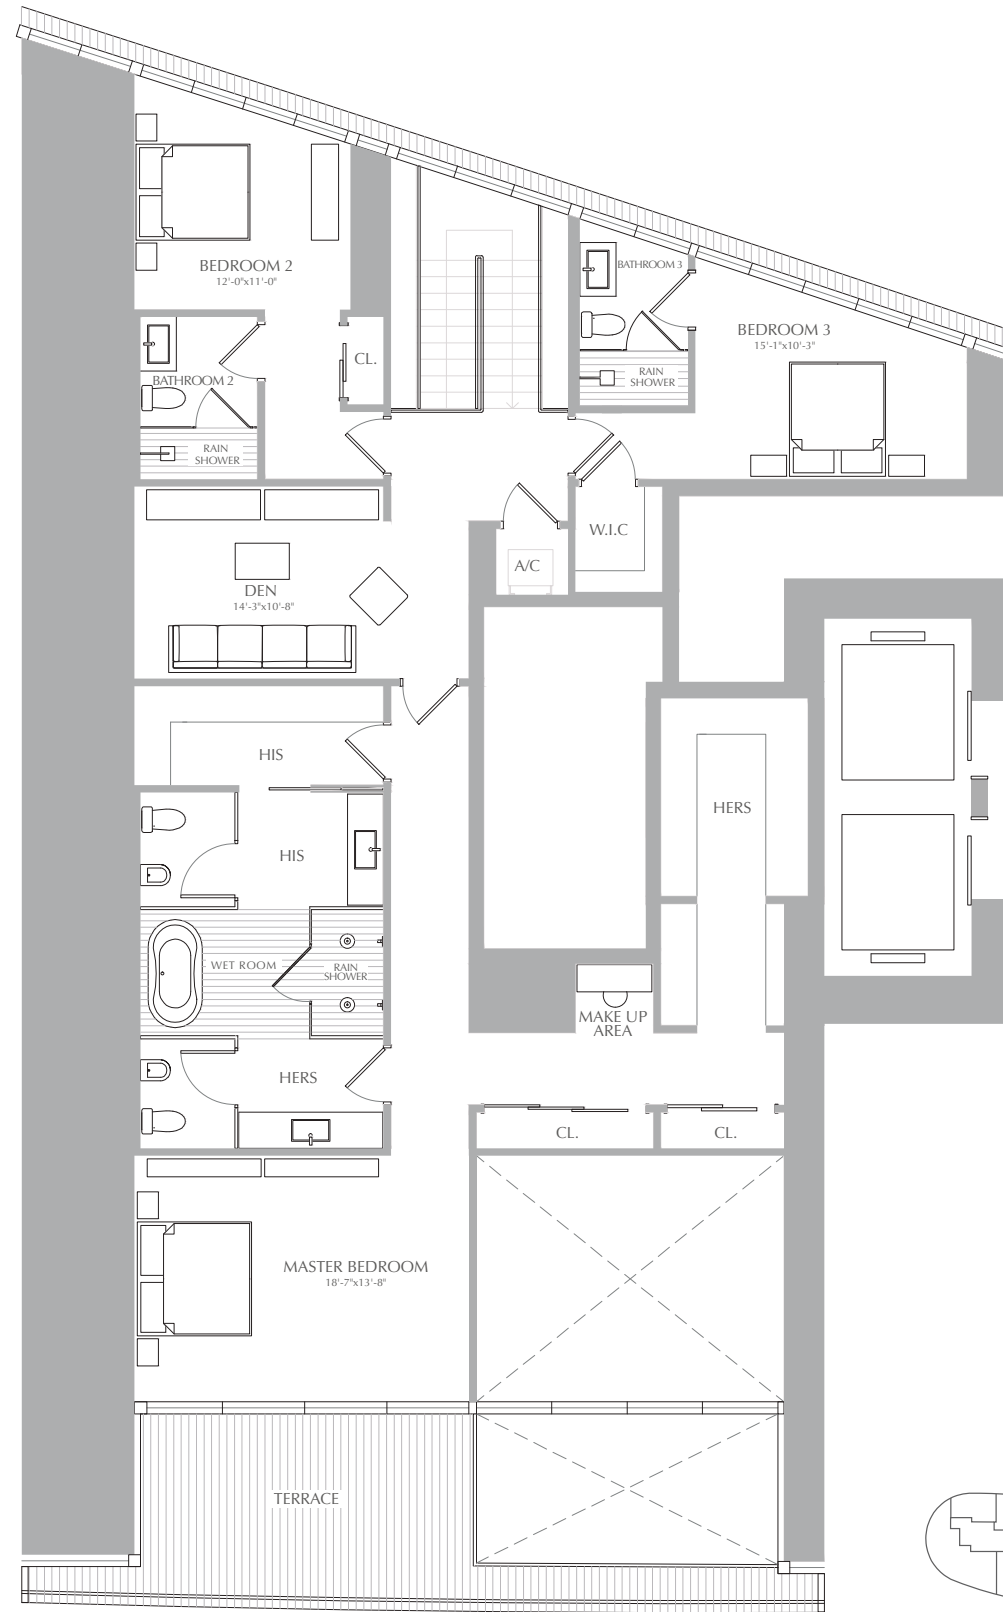 BEDROOM 2
12'-0"x11'-0"
BATHROOM 3
BEDROOM 3
15'-1"x10'-3"
CL.
BATHROOM 2
RAIN
SHOWER
RAIN
SHOWER
W.I.C
A/C
DEN
14'-3"x10'-8"
HIS
HERS
HIS
WET ROOM
RAIN
SHOWER
MAKE UP
AREA
HERS
CL.
CL.
MASTER BEDROOM
18'-7"x13'-8"
TERRACE